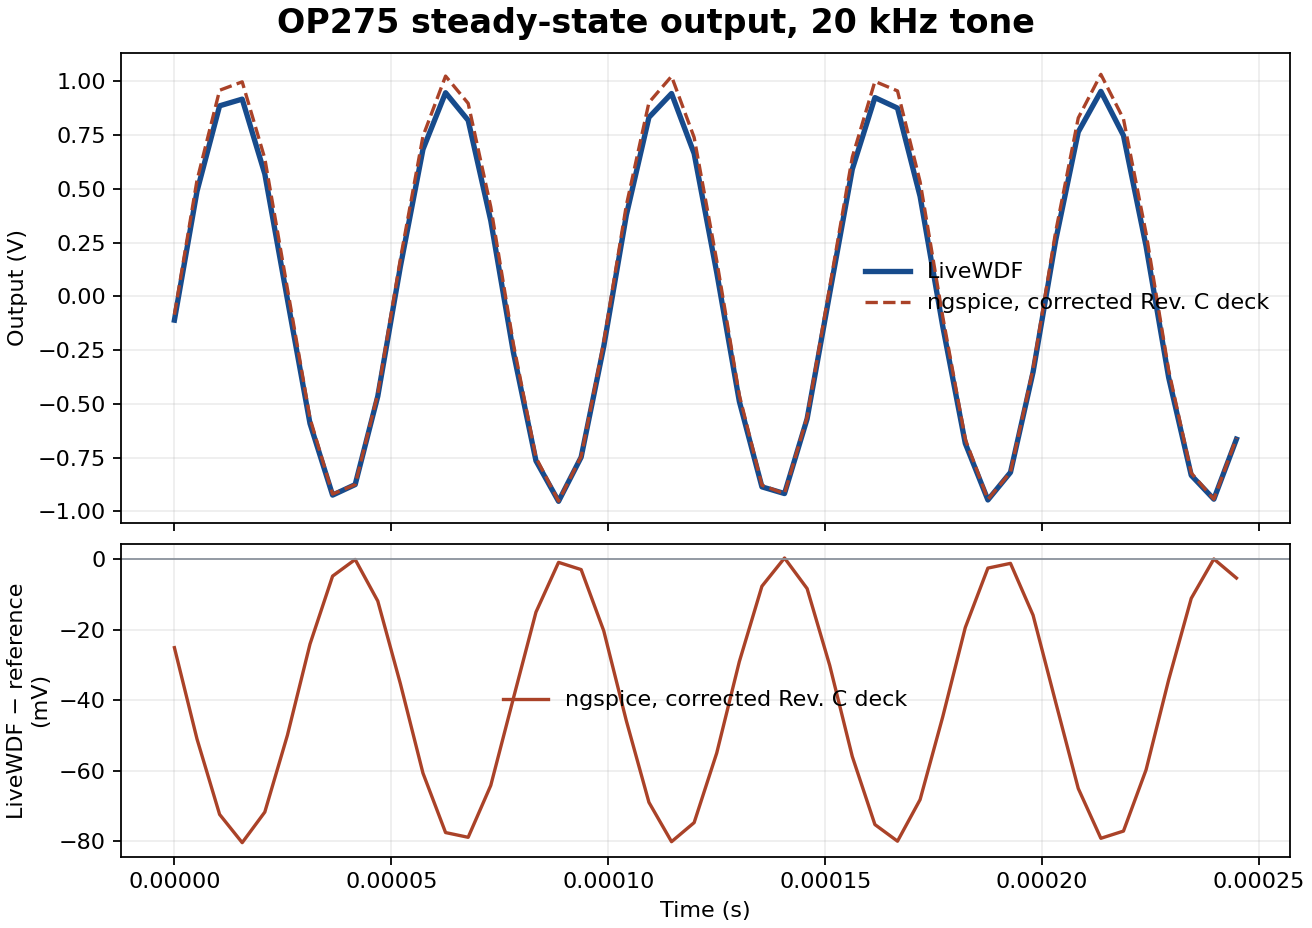 OP275 steady-state output, 20 kHz tone
Output (V)
1.00
0.75
0.50
0.25
0.00
−0.25
−0.50
−0.75
−1.00
LiveWDF
ngspice, corrected Rev. C deck
LiveWDF − reference
(mV)
0
−20
−40
−60
−80
ngspice, corrected Rev. C deck
0.00000
0.00005
0.00010
0.00015
0.00020
0.00025
Time (s)